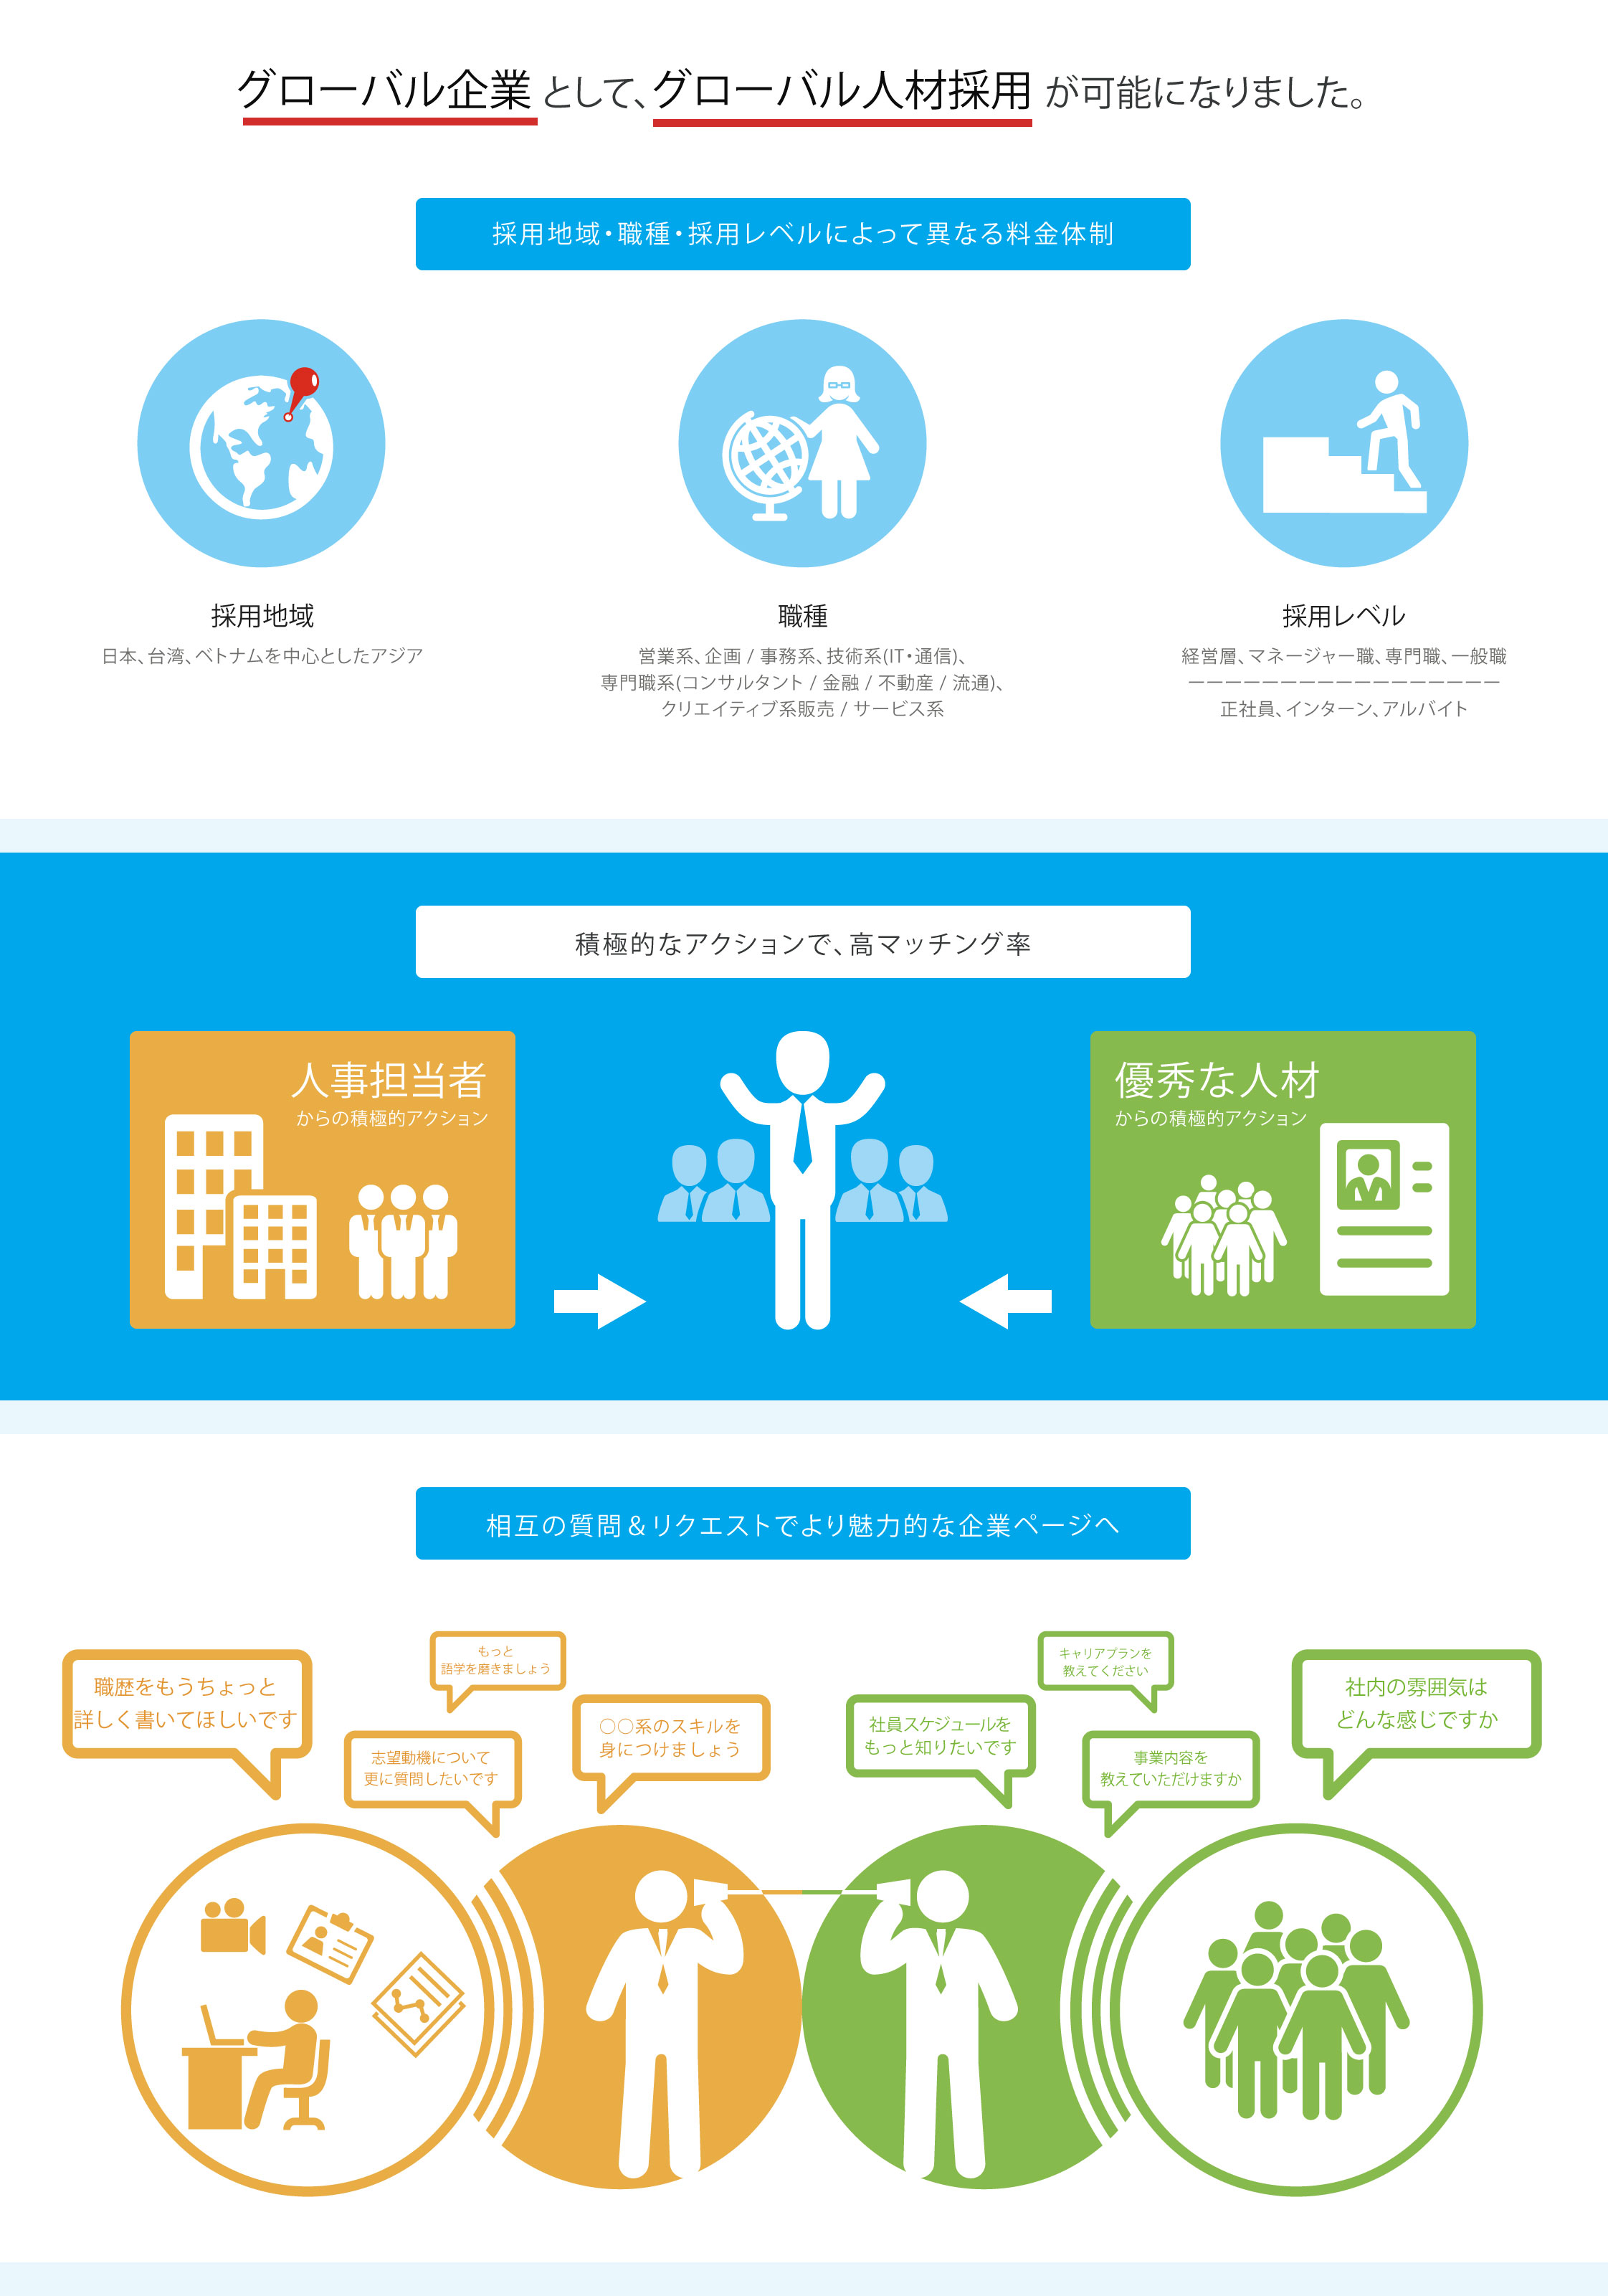 グローバル企業として、グローバル人材採用が可能になりました。
採用地域・職種・採用レベルによって異なる料金体制
採用地域
日本、台湾、ベトナムを中心としたアジア
職種
営業系、企画 / 事務系、技術系(IT・通信)、
専門職系(コンサルタント / 金融 / 不動産 / 流通)、
クリエイティブ系販売 / サービス系
採用レベル
経営層、マネージャー職、専門職、一般職
ーーーーーーーーーーーーーーーーー
正社員、インターン、アルバイト
積極的なアクションで、高マッチング率
人事担当者
からの積極的アクション
優秀な人材
からの積極的アクション
相互の質問＆リクエストでより魅力的な企業ページへ
職歴をもうちょっと
詳しく書いてほしいです
もっと
語学を磨きましょう
志望動機について
更に質問したいです
○○系のスキルを
身につけましょう
社員スケジュールを
もっと知りたいです
キャリアプランを
教えてください
事業内容を
教えていただけますか
社内の雰囲気は
どんな感じですか